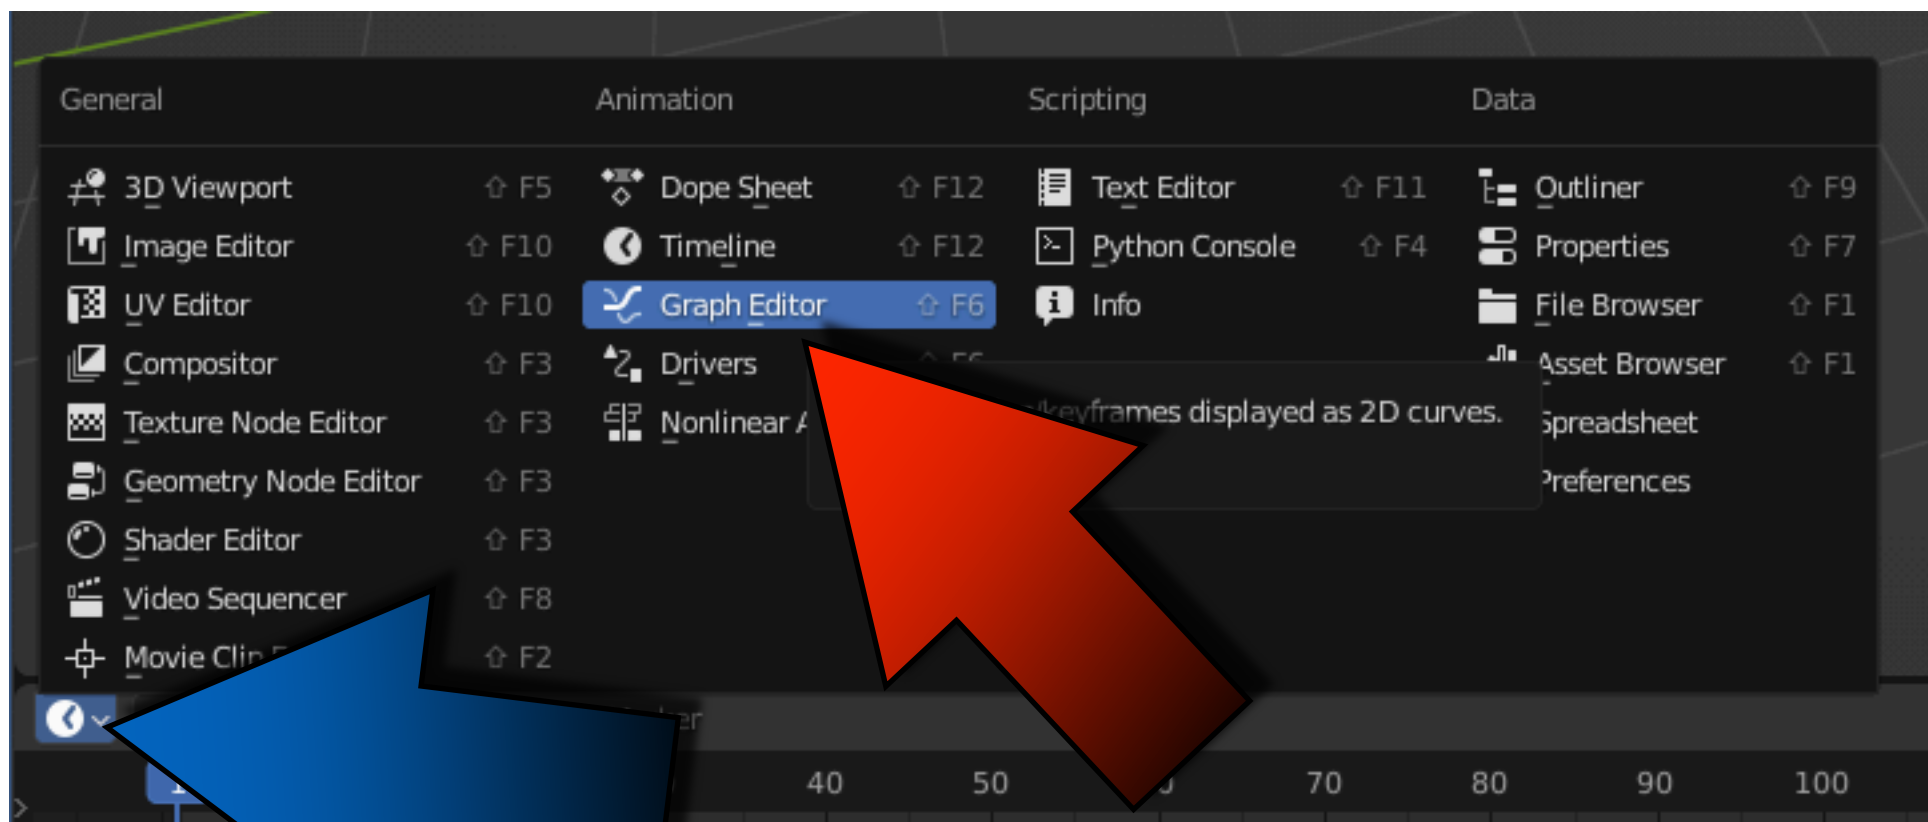 General
3D Viewport ⇧ F5
Image Editor ⇧ F10
UV Editor ⇧ F10
Compositor ⇧ F3
Texture Node Editor ⇧ F3
Geometry Node Editor ⇧ F3
Shader Editor ⇧ F3
Video Sequencer ⇧ F8
Movie Clip ⇧ F2
Animation
Dope Sheet ⇧ F12
Timeline ⇧ F12
Graph Editor ⇧ F6
Drivers ⇧ F6
Nonlinear
Scripting
Text Editor ⇧ F11
Python Console ⇧ F4
Info
Data
Outliner ⇧ F9
Properties ⇧ F7
File Browser ⇧ F1
Asset Browser ⇧ F1
Spreadsheet
Preferences
/keyframes displayed as 2D curves.
1 40 50 70 80 90 100